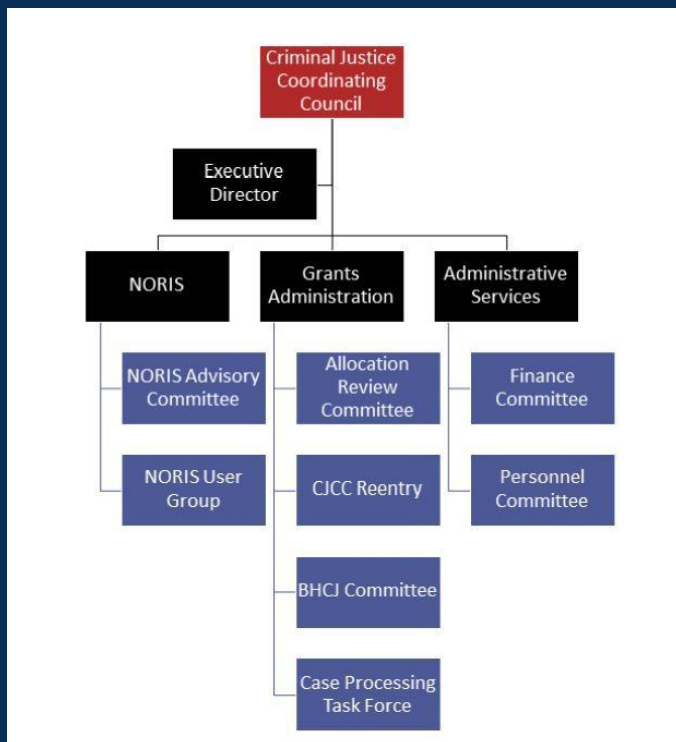 Criminal Justice
Coordinating
Council
Executive
Director
NORIS
Grants
Administration
Administrative
Services
NORIS Advisory
Committee
Allocation
Review
Committee
Finance
Committee
NORIS User
Group
CJCC Reentry
Personnel
Committee
BHCJ Committee
Case Processing
Task Force